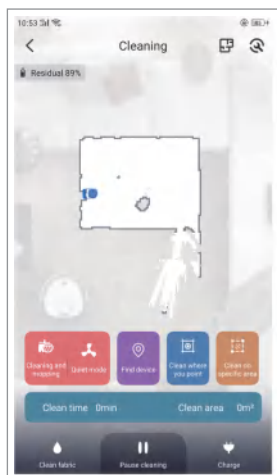 10:53
Cleaning
Residual 89%
Cleaning and mopping
Quiet mode
Find device
Clean where you point
Clean on specific area
Clean time 0min
Clean area 0m²
Clean fabric
Pause cleaning
Charge